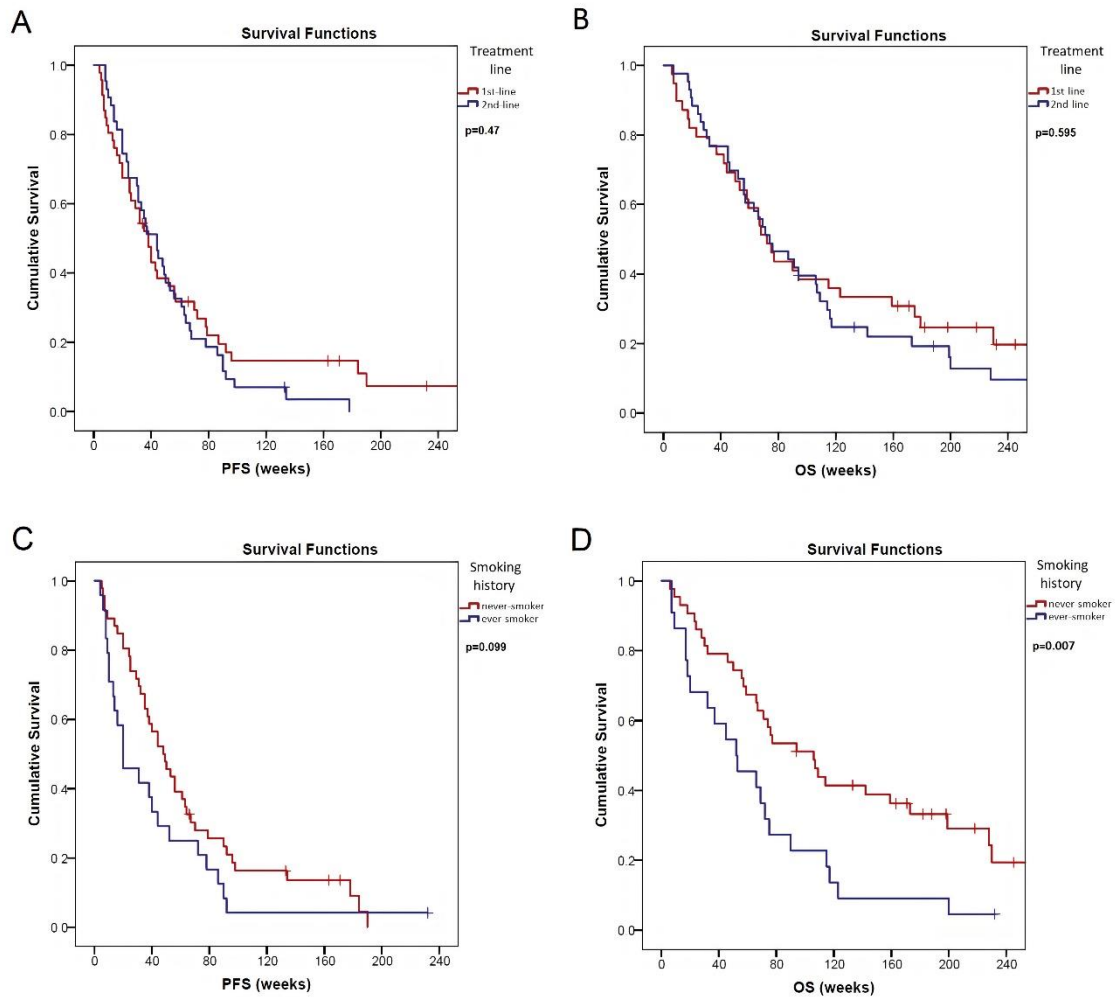 A
Survival Functions
Treatment
line
1st-line
2nd-line
p=0.47
Cumulative Survival
1.0
0.8
0.6
0.4
0.2
0.0
0 40 80 120 160 200 240
PFS (weeks)
B
Survival Functions
Treatment
line
1st line
2nd-line
p=0.595
Cumulative Survival
1.0
0.8
0.6
0.4
0.2
0.0
0 40 80 120 160 200 240
OS (weeks)
C
Survival Functions
Smoking
history
never-smoker
ever smoker
p=0.099
Cumulative Survival
1.0
0.8
0.6
0.4
0.2
0.0
0 40 80 120 160 200 240
PFS (weeks)
D
Survival Functions
Smoking
history
never smoker
ever-smoker
p=0.007
Cumulative Survival
1.0
0.8
0.6
0.4
0.2
0.0
0 40 80 120 160 200 240
OS (weeks)